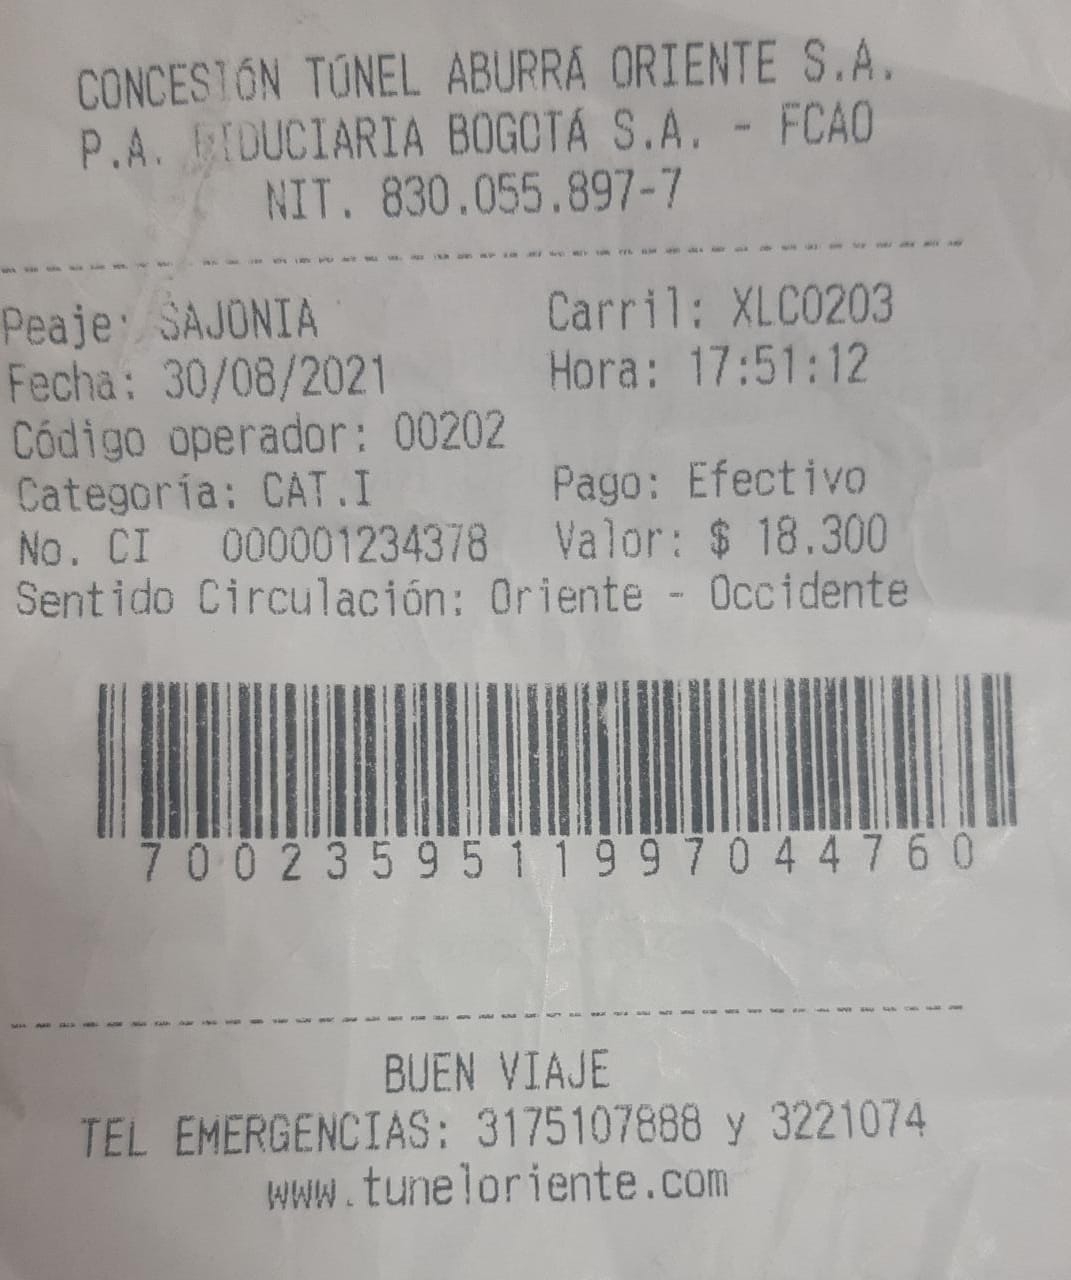 CONCESIÓN TÚNEL ABURRÁ ORIENTE S.A.
P.A. FIDUCIARIA BOGOTÁ S.A. - FCAO
NIT. 830.055.897-7
Peaje: SAJONIA Carril: XLC0203
Fecha: 30/08/2021 Hora: 17:51:12
Código operador: 00202
Categoría: CAT.I Pago: Efectivo
No. CI 000001234378 Valor: $ 18.300
Sentido Circulación: Oriente - Occidente
7002359511997044760
BUEN VIAJE
TEL EMERGENCIAS: 3175107888 y 3221074
www.tuneloriente.com